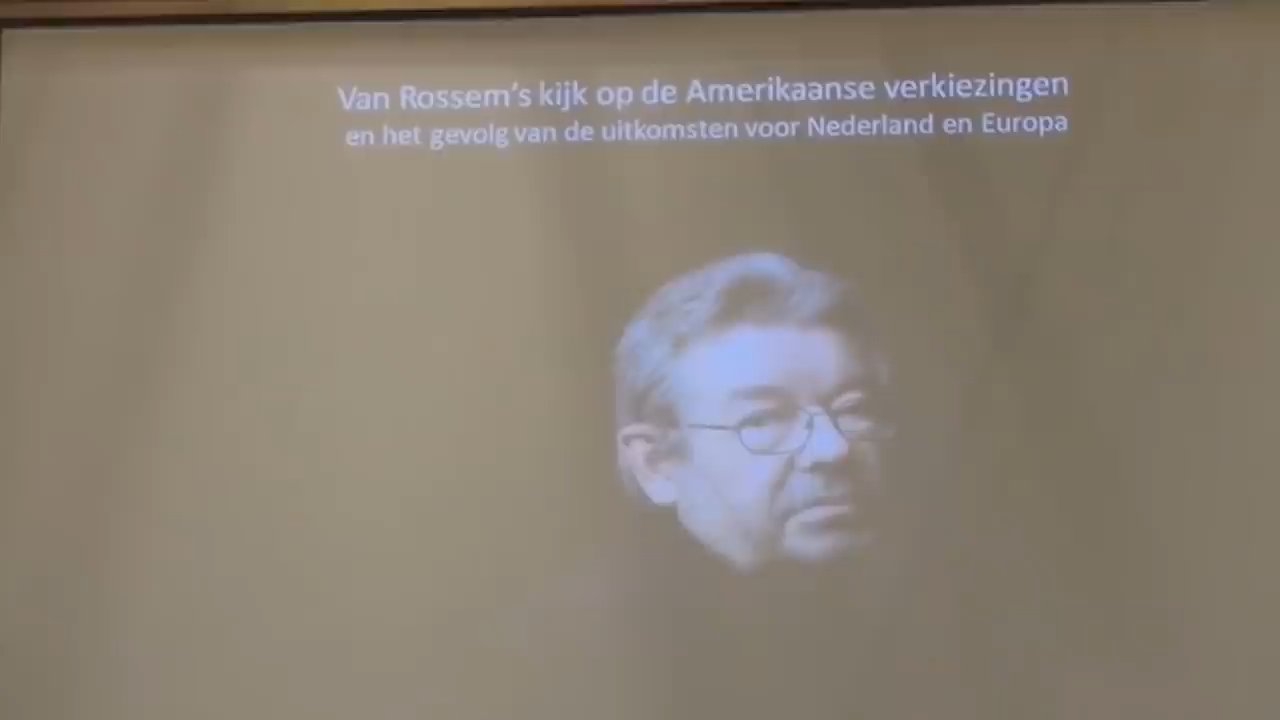 Van Rossem's kijk op de Amerikaanse verkiezingen
en het gevolg van de uitkomsten voor Nederland en Europa